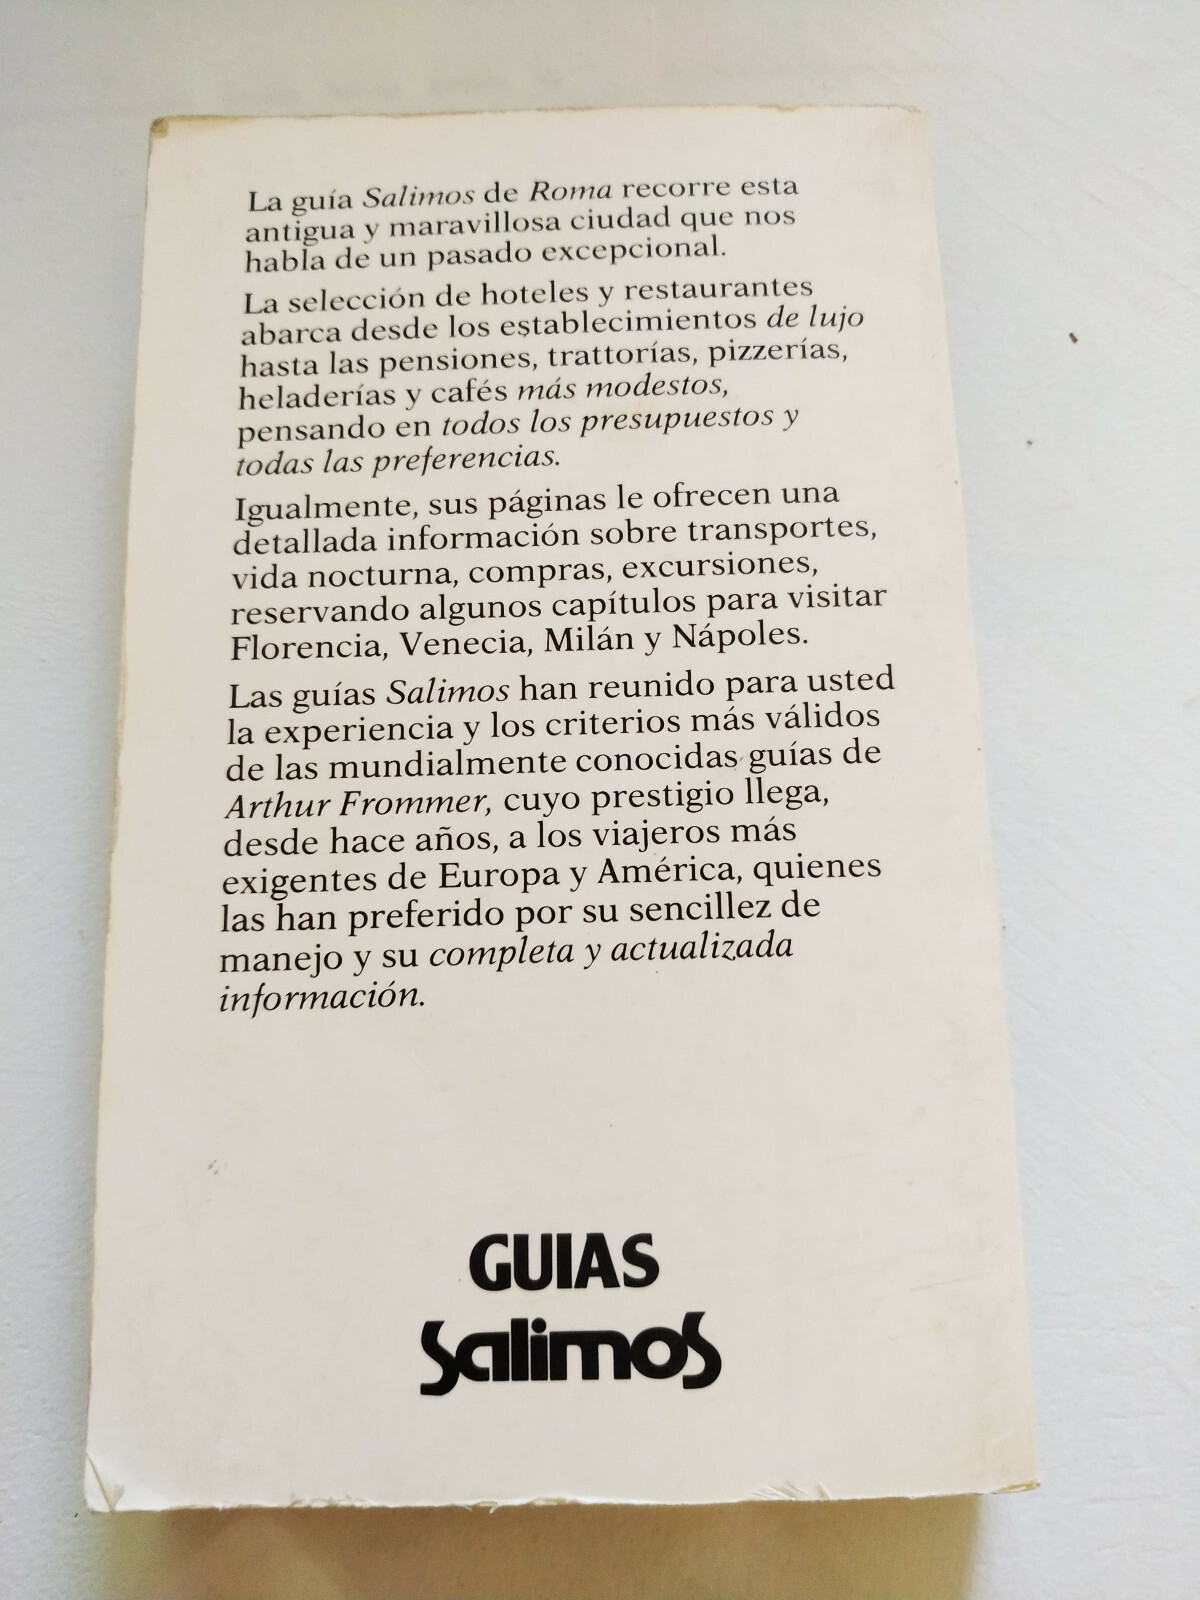 La guía Salimos de Roma recorre esta
antigua y maravillosa ciudad que nos
habla de un pasado excepcional.
La selección de hoteles y restaurantes
abarca desde los establecimientos de lujo
hasta las pensiones, trattorías, pizzerías,
heladerías y cafés más modestos,
pensando en todos los presupuestos y
todas las preferencias.
Igualmente, sus páginas le ofrecen una
detallada información sobre transportes,
vida nocturna, compras, excursiones,
reservando algunos capítulos para visitar
Florencia, Venecia, Milán y Nápoles.
Las guías Salimos han reunido para usted
la experiencia y los criterios más válidos
de las mundialmente conocidas guías de
Arthur Frommer, cuyo prestigio llega,
desde hace años, a los viajeros más
exigentes de Europa y América, quienes
las han preferido por su sencillez de
manejo y su completa y actualizada
información.
GUIAS
Salimos